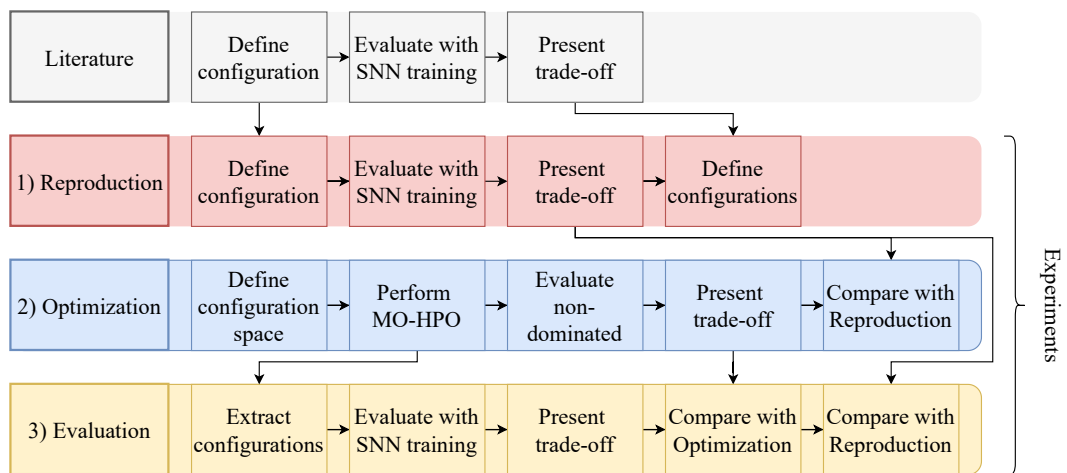 Literature
Define
configuration
Evaluate with
SNN training
Present
trade-off
1) Reproduction
Define
configuration
Evaluate with
SNN training
Present
trade-off
Define
configurations
2) Optimization
Define
configuration
space
Perform
MO-HPO
Evaluate
non-
dominated
Present
trade-off
Compare with
Reproduction
3) Evaluation
Extract
configurations
Evaluate with
SNN training
Present
trade-off
Compare with
Optimization
Compare with
Reproduction
Experiments